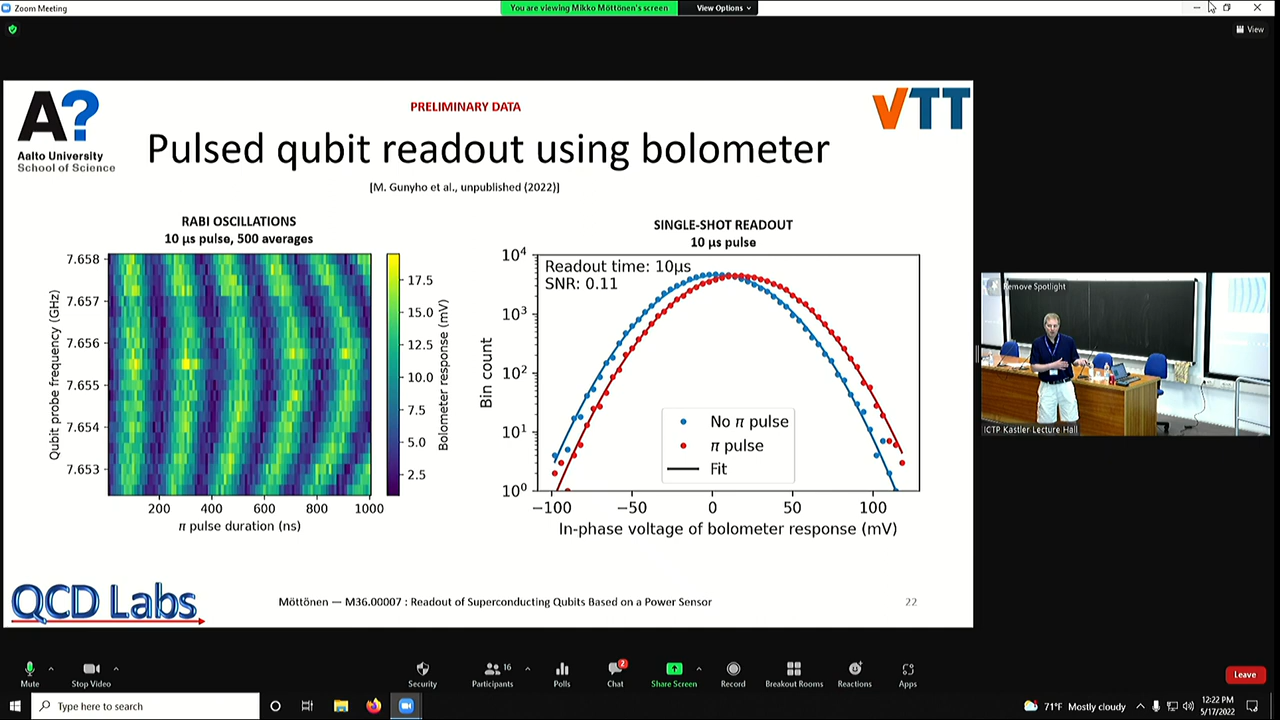 Zoom Meeting
You are viewing Mikko Möttönen's screen
View Options
View
A?
Aalto University
School of Science
PRELIMINARY DATA
VTT
Pulsed qubit readout using bolometer
[M. Gunyho et al., unpublished (2022)]
RABI OSCILLATIONS
10 µs pulse, 500 averages
7.658
7.657
7.656
7.655
7.654
7.653
Qubit probe frequency (GHz)
200 400 600 800 1000
π pulse duration (ns)
17.5
15.0
12.5
10.0
7.5
5.0
2.5
Bolometer response (mV)
SINGLE-SHOT READOUT
10 µs pulse
Readout time: 10µs
SNR: 0.11
10⁴
10³
10²
10¹
10⁰
Bin count
No π pulse
π pulse
Fit
−100 −50 0 50 100
In-phase voltage of bolometer response (mV)
QCD Labs
Möttönen — M36.00007 : Readout of Superconducting Qubits Based on a Power Sensor
22
Remove Spotlight
ICTP Kastler Lecture Hall
Mute
Stop Video
Security
Participants
16
Polls
Chat
2
Share Screen
Record
Breakout Rooms
Reactions
Apps
Leave
Type here to search
71°F Mostly cloudy
12:22 PM
5/17/2022